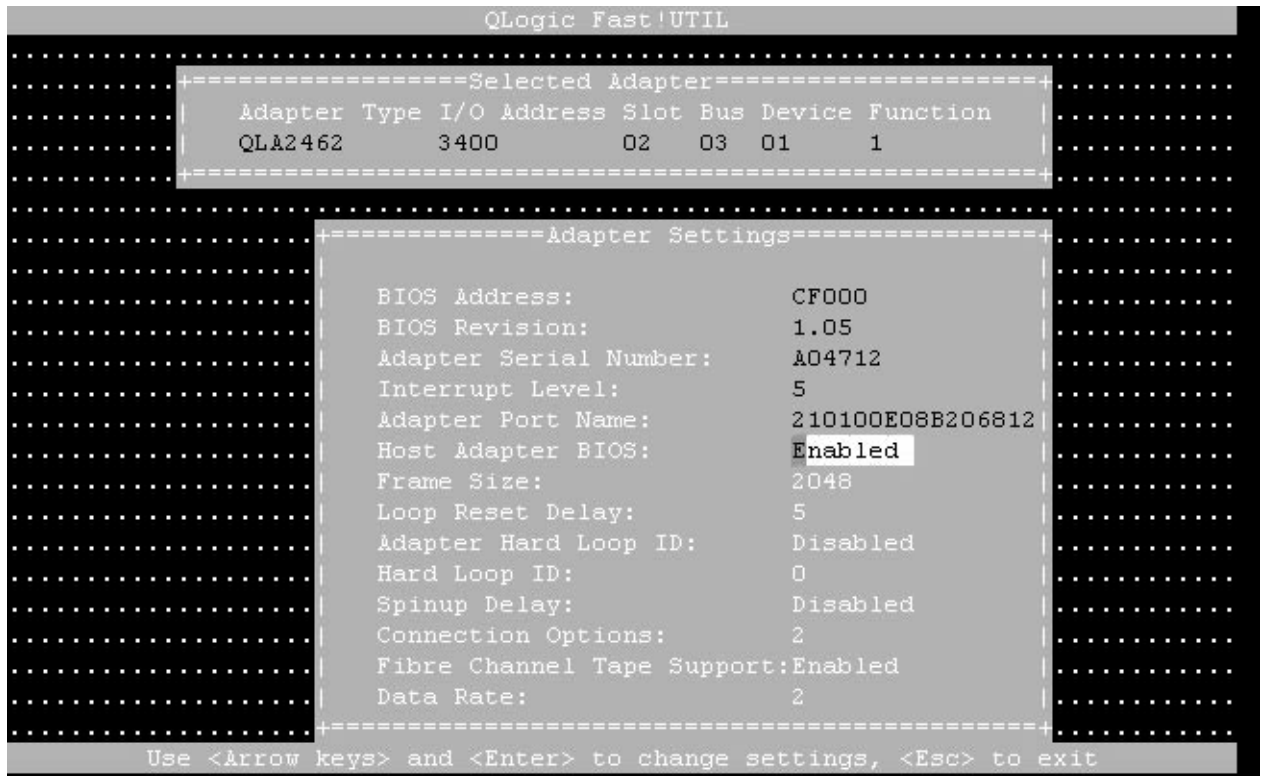 QLogic Fast!UTIL
Selected Adapter
Adapter Type I/O Address Slot Bus Device Function
QLA2462 3400 02 03 01 1
Adapter Settings
BIOS Address: CF000
BIOS Revision: 1.05
Adapter Serial Number: A04712
Interrupt Level: 5
Adapter Port Name: 210100E08B206812
Host Adapter BIOS: Enabled
Frame Size: 2048
Loop Reset Delay: 5
Adapter Hard Loop ID: Disabled
Hard Loop ID: 0
Spinup Delay: Disabled
Connection Options: 2
Fibre Channel Tape Support:Enabled
Data Rate: 2
Use <Arrow keys> and <Enter> to change settings, <Esc> to exit